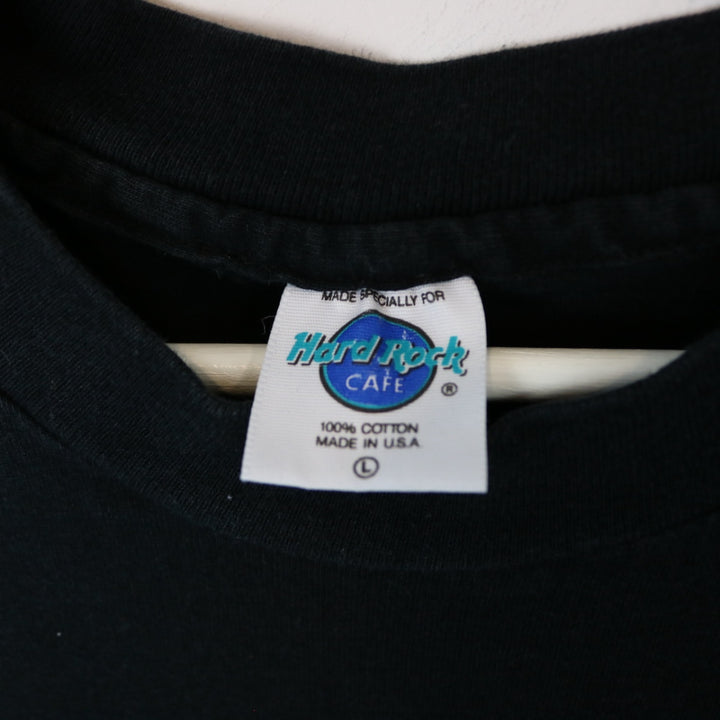 MADE SPECIALLY FOR
Hard Rock
CAFE
®
100% COTTON
MADE IN U.S.A.
L